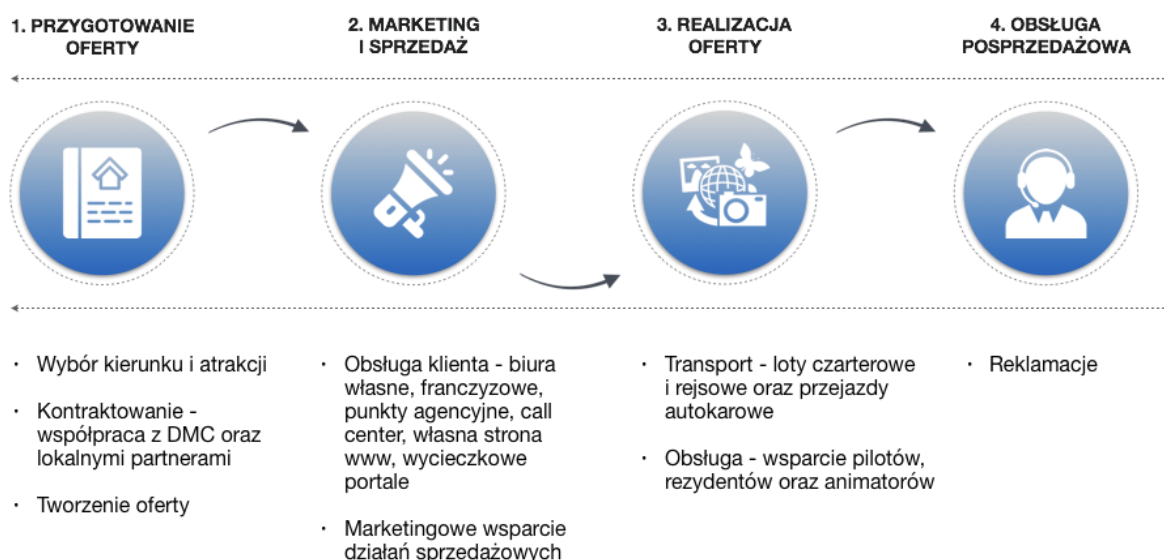 1. PRZYGOTOWANIE
OFERTY
2. MARKETING
I SPRZEDAŻ
3. REALIZACJA
OFERTY
4. OBSŁUGA
POSPRZEDAŻOWA
· Wybór kierunku i atrakcji
· Kontraktowanie -
współpraca z DMC oraz
lokalnymi partnerami
· Tworzenie oferty
· Obsługa klienta - biura
własne, franczyzowe,
punkty agencyjne, call
center, własna strona
www, wycieczkowe
portale
· Marketingowe wsparcie
działań sprzedażowych
· Transport - loty czarterowe
i rejsowe oraz przejazdy
autokarowe
· Obsługa - wsparcie pilotów,
rezydentów oraz animatorów
· Reklamacje